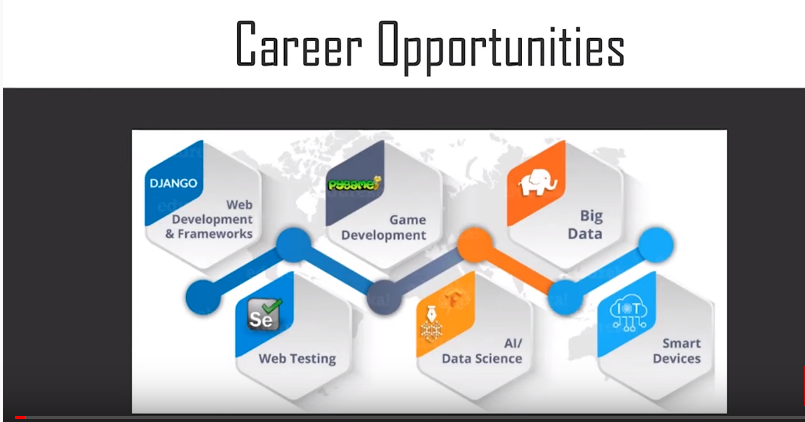 Career Opportunities
DJANGO
Web
Development
& Frameworks
PYGAME
Game
Development
Big
Data
Se
Web Testing
AI/
Data Science
IoT
Smart
Devices